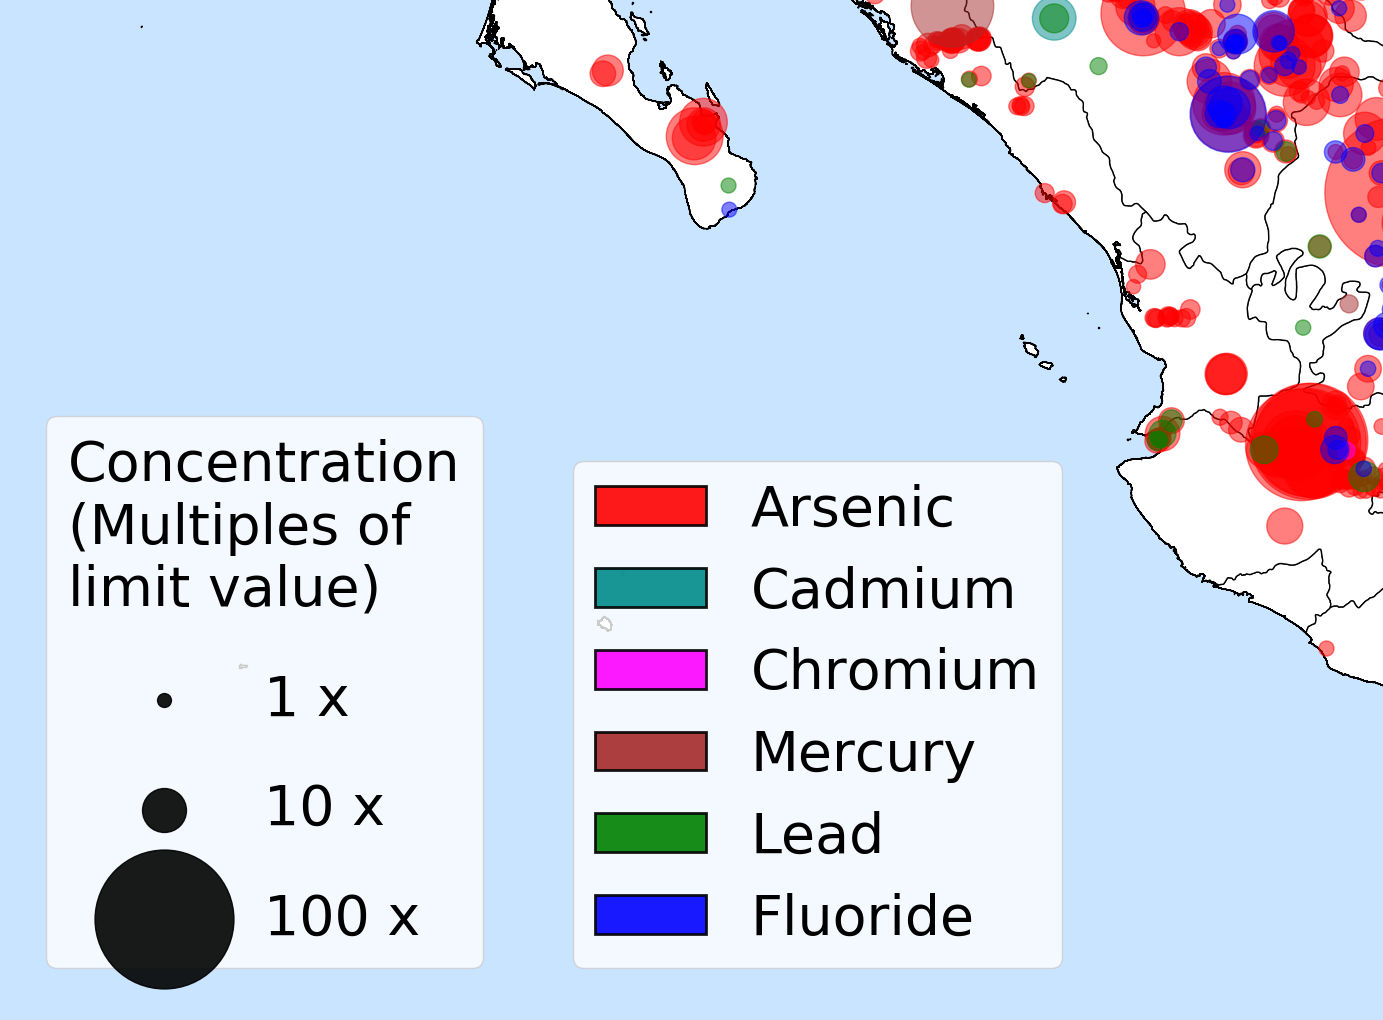 Concentration
(Multiples of
limit value)
1 x
10 x
100 x
Arsenic
Cadmium
Chromium
Mercury
Lead
Fluoride